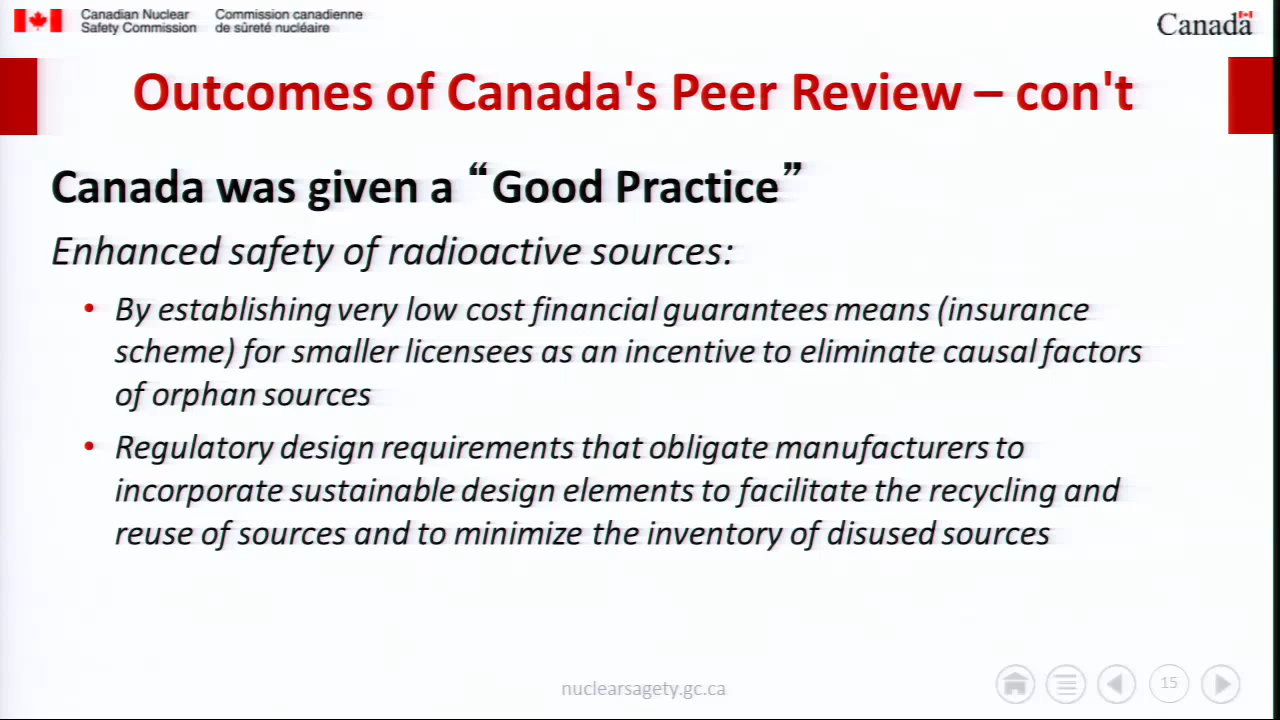 Canadian Nuclear Commission canadienne
Safety Commission de sûreté nucléaire
Canada
Outcomes of Canada's Peer Review – con't
Canada was given a “Good Practice”
Enhanced safety of radioactive sources:
• By establishing very low cost financial guarantees means (insurance
scheme) for smaller licensees as an incentive to eliminate causal factors
of orphan sources
• Regulatory design requirements that obligate manufacturers to
incorporate sustainable design elements to facilitate the recycling and
reuse of sources and to minimize the inventory of disused sources
nuclearsagety.gc.ca
15